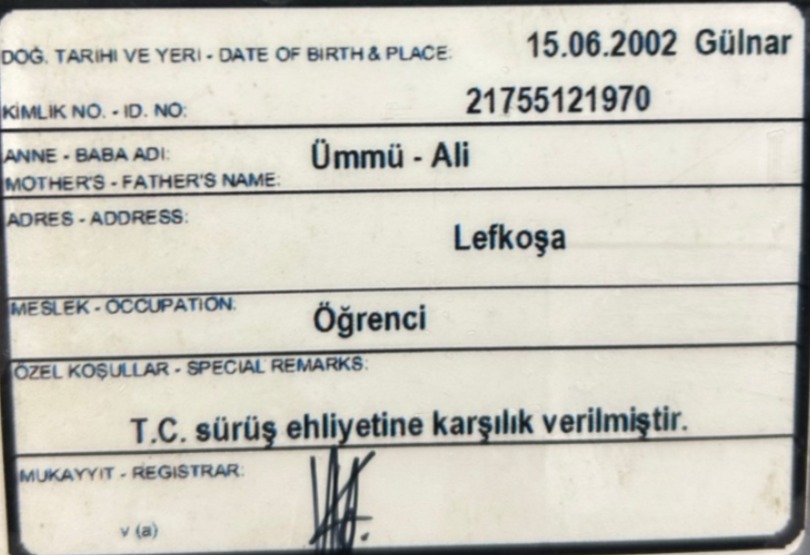 DOĞ. TARIHI VE YERI - DATE OF BIRTH & PLACE: 15.06.2002 Gülnar
KİMLIK NO. - ID. NO: 21755121970
ANNE - BABA ADI: Ümmü - Ali
MOTHER'S - FATHER'S NAME:
ADRES - ADDRESS:
Lefkoşa
MESLEK - OCCUPATION: Öğrenci
ÖZEL KOŞULLAR - SPECIAL REMARKS:
T.C. sürüş ehliyetine karşılık verilmiştir.
MUKAYYIT - REGISTRAR:
v (a)